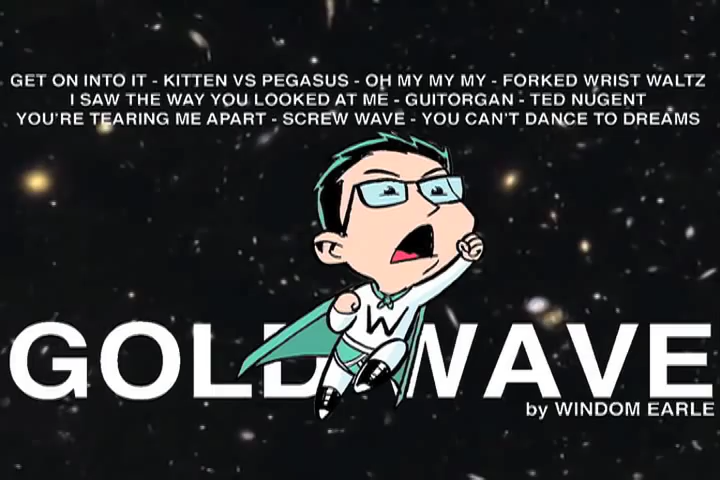 GET ON INTO IT - KITTEN VS PEGASUS - OH MY MY MY - FORKED WRIST WALTZ
I SAW THE WAY YOU LOOKED AT ME - GUITORGAN - TED NUGENT
YOU'RE TEARING ME APART - SCREW WAVE - YOU CAN'T DANCE TO DREAMS
W
GOLD WAVE
by WINDOM EARLE